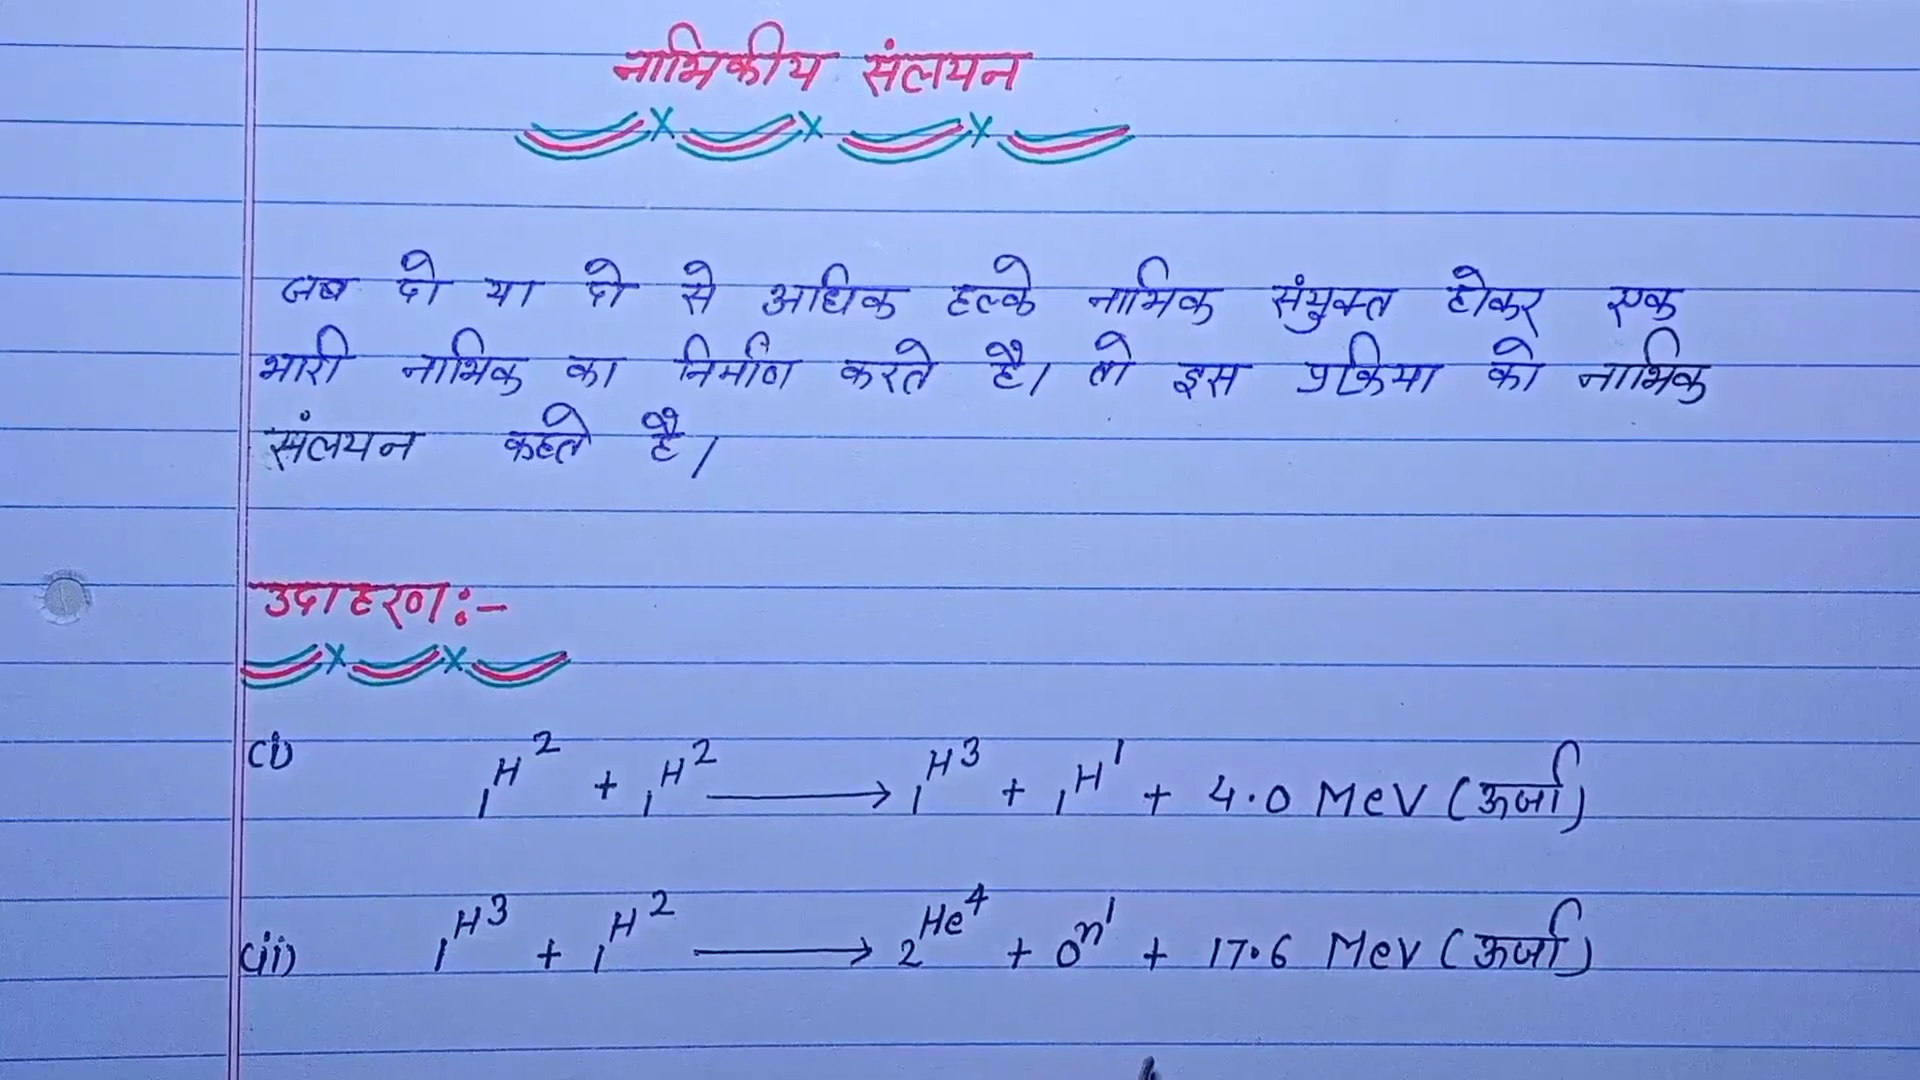 नाभिकीय संलयन
जब दो या दो से अधिक हल्के नाभिक संयुक्त होकर एक
भारी नाभिक का निर्माण करते है। तो इस प्रक्रिया को नाभिक
संलयन कहते है।
उदाहरण:-
(i) ₁H² + ₁H² ⟶ ₁H³ + ₁H¹ + 4.0 MeV (ऊर्जा)
(ii) ₁H³ + ₁H² ⟶ ₂He⁴ + ₀n¹ + 17.6 MeV (ऊर्जा)